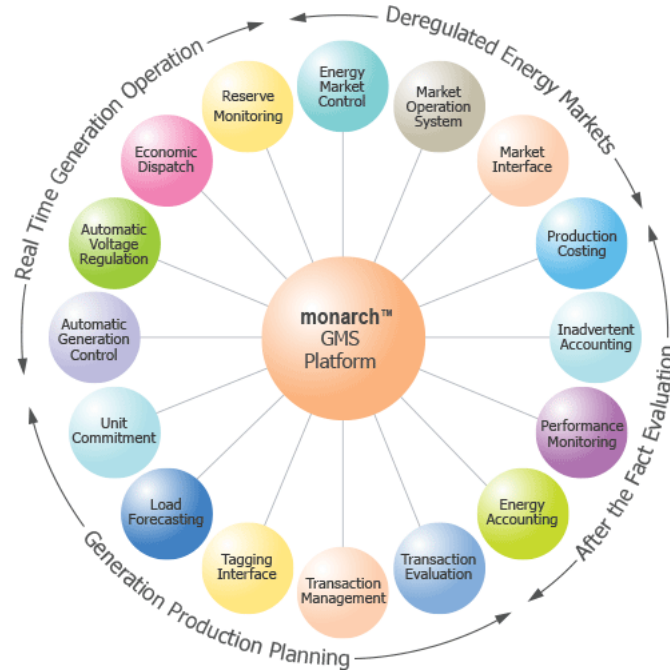 Deregulated Energy Markets
Real Time Generation Operation
After the Fact Evaluation
Generation Production Planning
monarch™
GMS
Platform
Energy
Market
Control
Market
Operation
System
Market
Interface
Production
Costing
Inadvertent
Accounting
Performance
Monitoring
Energy
Accounting
Transaction
Evaluation
Transaction
Management
Tagging
Interface
Load
Forecasting
Unit
Commitment
Automatic
Generation
Control
Automatic
Voltage
Regulation
Economic
Dispatch
Reserve
Monitoring